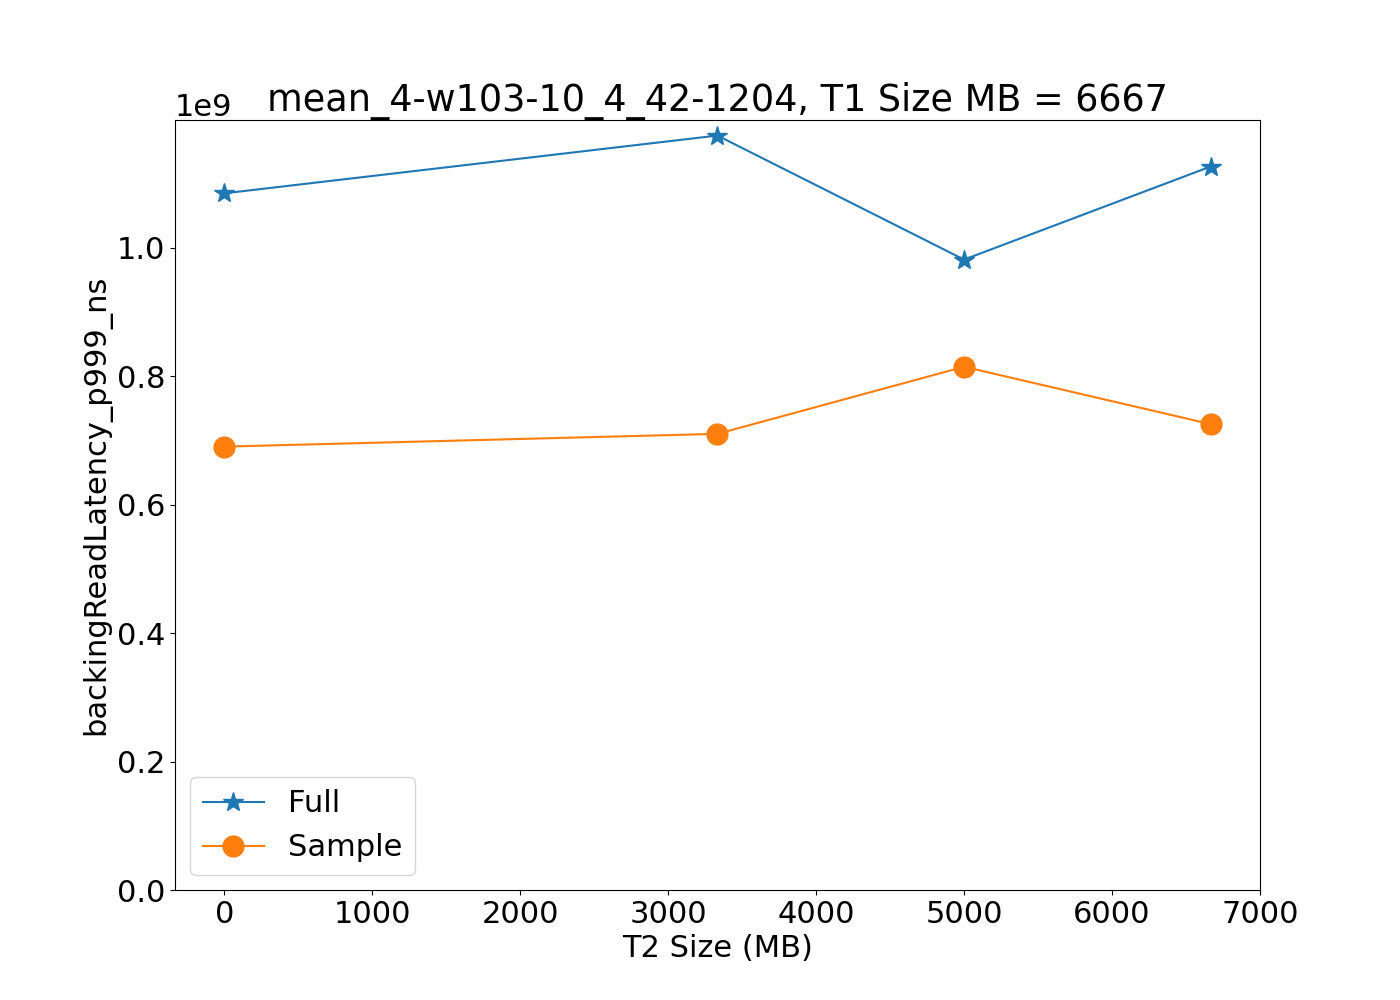 mean_4-w103-10_4_42-1204, T1 Size MB = 6667
1e9
1.0
0.8
0.6
0.4
0.2
0.0
backingReadLatency_p999_ns
Full
Sample
0 1000 2000 3000 4000 5000 6000 7000
T2 Size (MB)